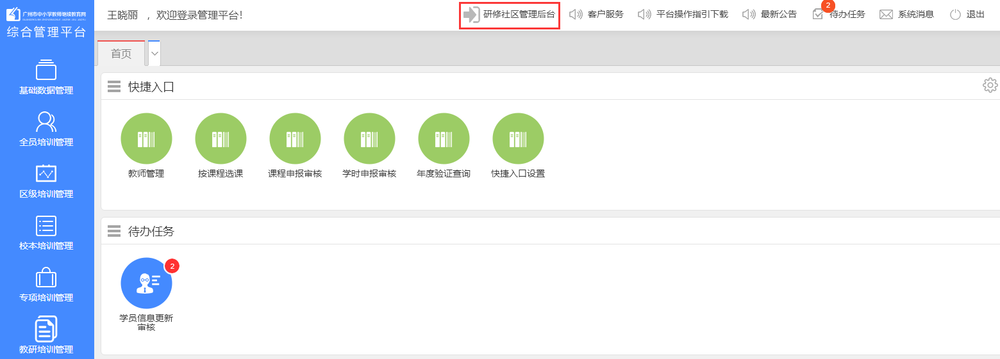 广州市中小学教师继续教育网
综合管理平台
王晓丽 ，欢迎登录管理平台!
研修社区管理后台
客户服务
平台操作指引下载
最新公告
2
待办任务
系统消息
退出
首页
基础数据管理
全员培训管理
区级培训管理
校本培训管理
专项培训管理
教研培训管理
快捷入口
教师管理
按课程选课
课程申报审核
学时申报审核
年度验证查询
快捷入口设置
待办任务
2
学员信息更新
审核